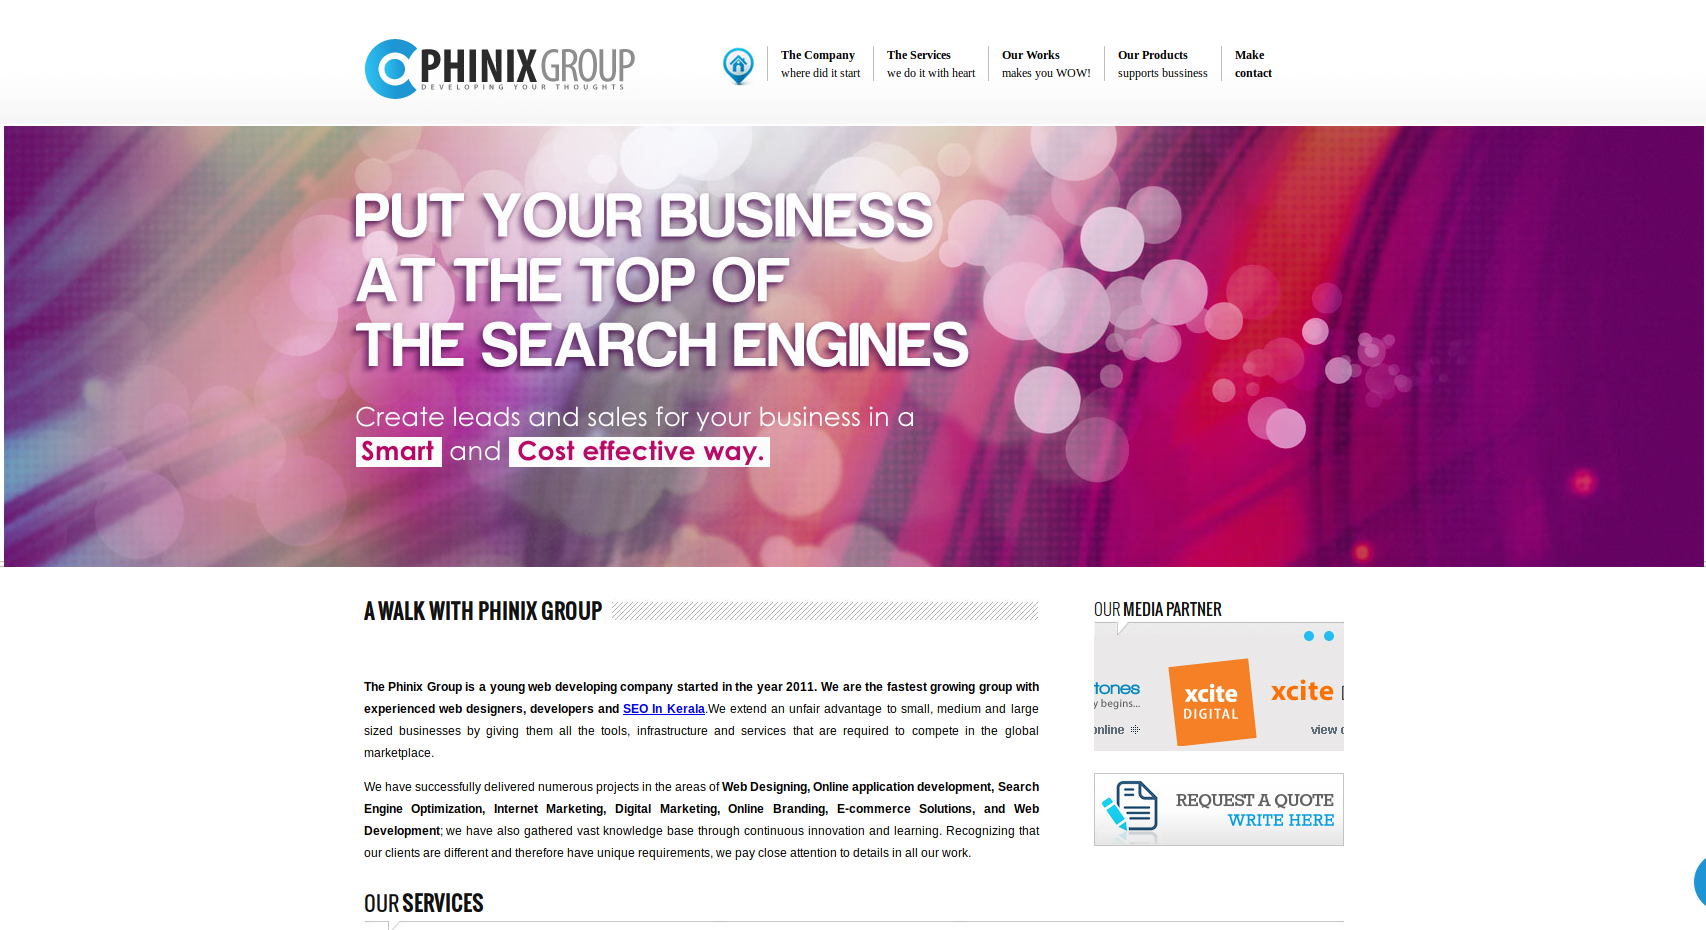 PHINIX GROUP
DEVELOPING YOUR THOUGHTS
The Company
where did it start
The Services
we do it with heart
Our Works
makes you WOW!
Our Products
supports bussiness
Make
contact
PUT YOUR BUSINESS
AT THE TOP OF
THE SEARCH ENGINES
Create leads and sales for your business in a
Smart and Cost effective way.
A WALK WITH PHINIX GROUP
The Phinix Group is a young web developing company started in the year 2011. We are the fastest growing group with
experienced web designers, developers and SEO In Kerala.We extend an unfair advantage to small, medium and large
sized businesses by giving them all the tools, infrastructure and services that are required to compete in the global
marketplace.
We have successfully delivered numerous projects in the areas of Web Designing, Online application development, Search
Engine Optimization, Internet Marketing, Digital Marketing, Online Branding, E-commerce Solutions, and Web
Development; we have also gathered vast knowledge base through continuous innovation and learning. Recognizing that
our clients are different and therefore have unique requirements, we pay close attention to details in all our work.
OUR MEDIA PARTNER
tones
y begins...
online
xcite
DIGITAL
xcite
view
REQUEST A QUOTE
WRITE HERE
OUR SERVICES